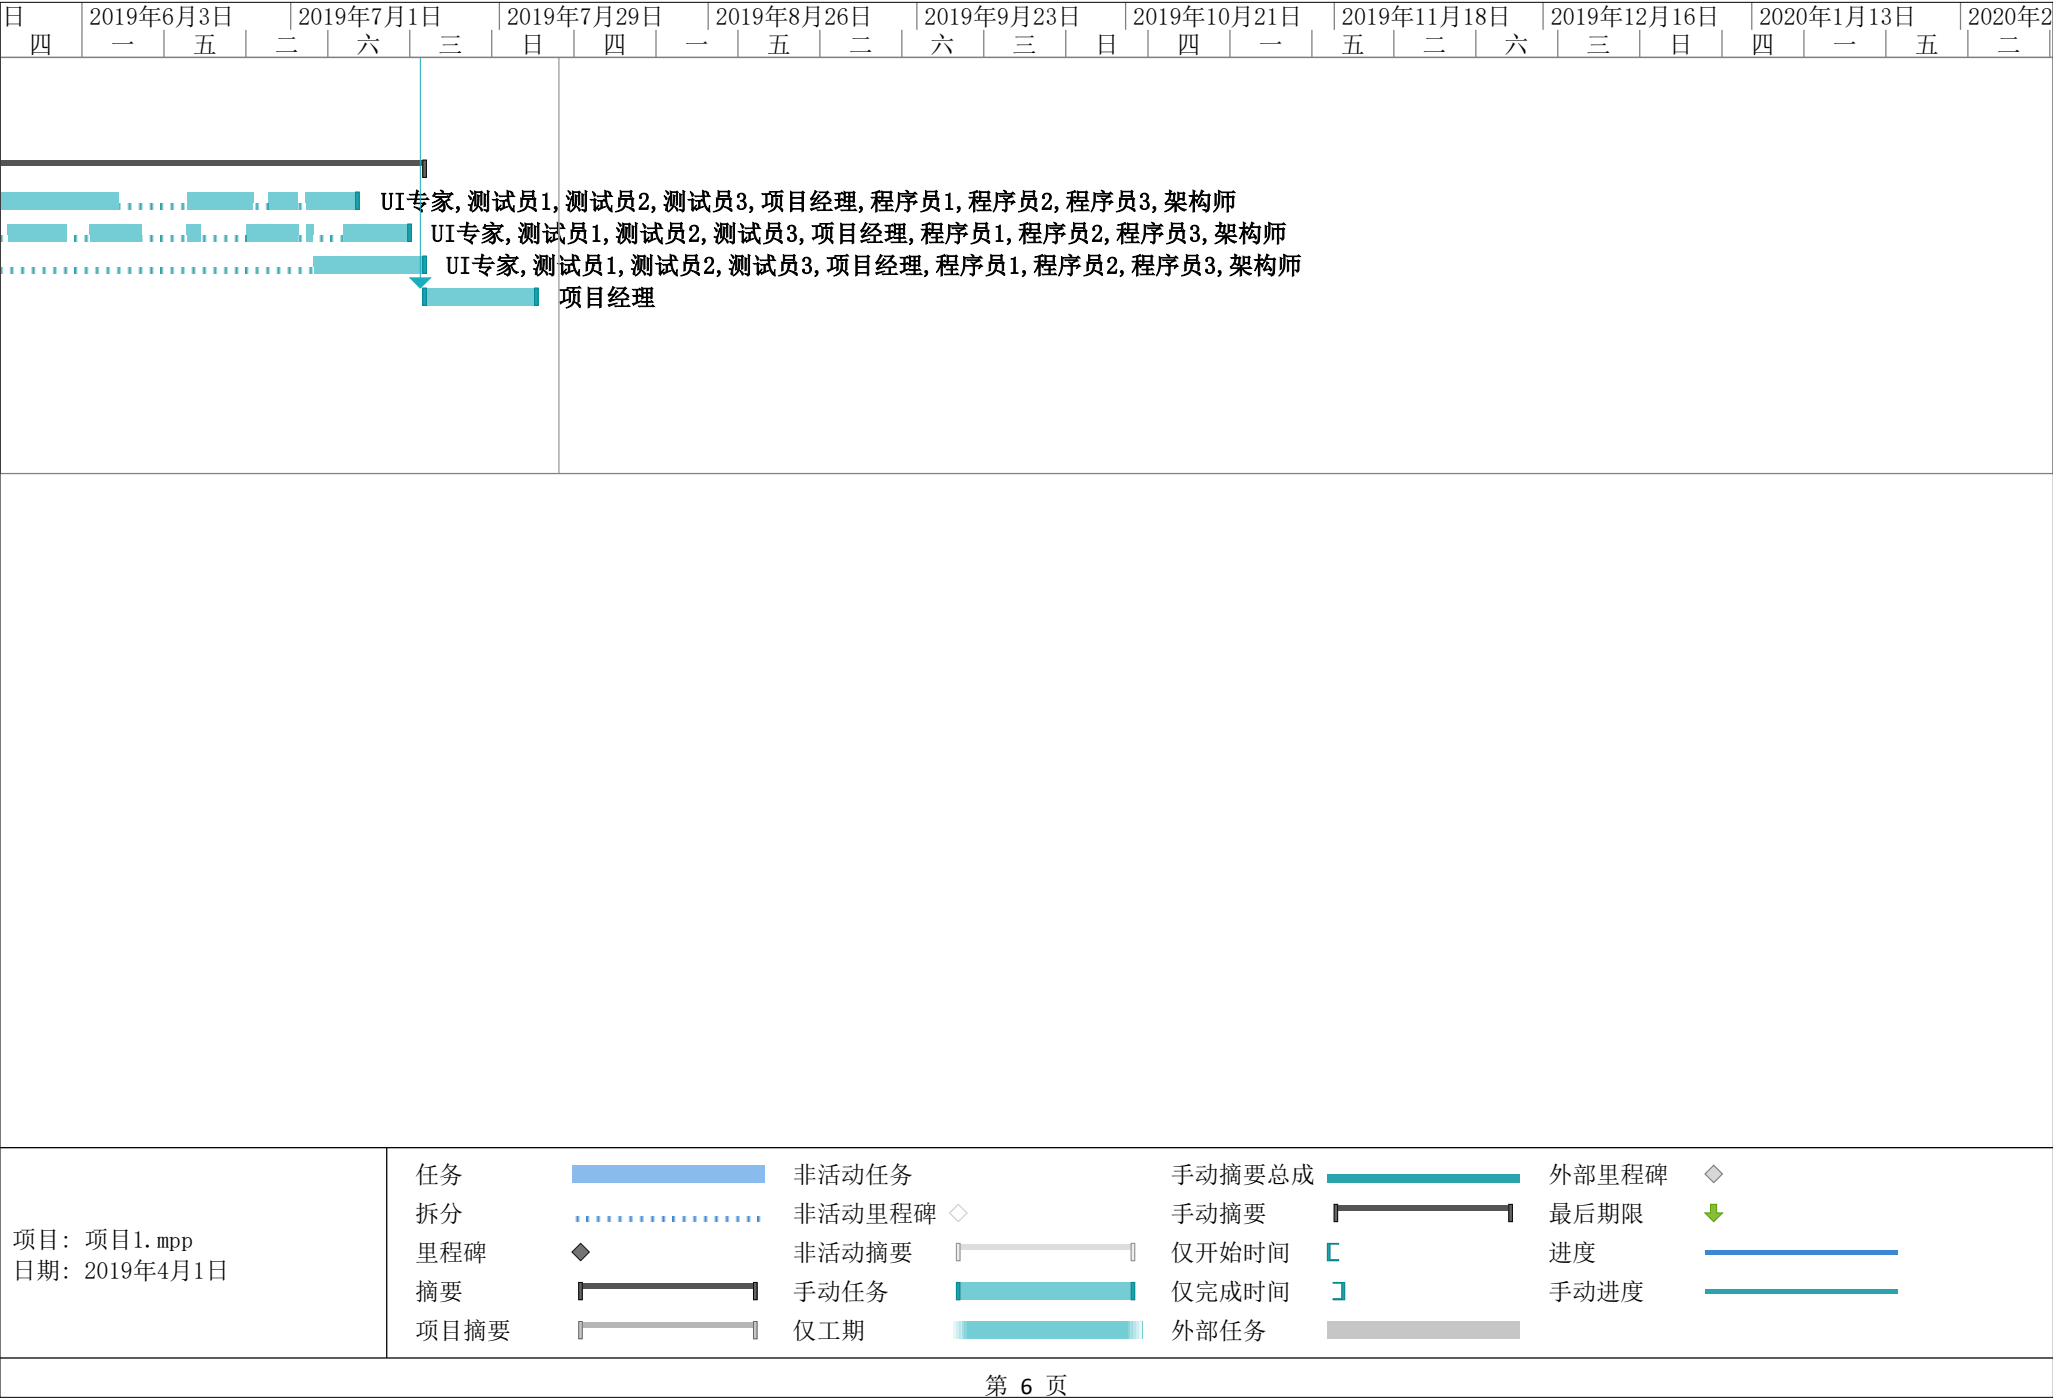 日 2019年6月3日 2019年7月1日 2019年7月29日 2019年8月26日 2019年9月23日 2019年10月21日 2019年11月18日 2019年12月16日 2020年1月13日 2020年2
四 一 五 二 六 三 日 四 一 五 二 六 三 日 四 一 五 二 六 三 日 四 一 五 二
UI专家,测试员1,测试员2,测试员3,项目经理,程序员1,程序员2,程序员3,架构师
UI专家,测试员1,测试员2,测试员3,项目经理,程序员1,程序员2,程序员3,架构师
UI专家,测试员1,测试员2,测试员3,项目经理,程序员1,程序员2,程序员3,架构师
项目经理
项目: 项目1.mpp
日期: 2019年4月1日
任务
拆分
里程碑
摘要
项目摘要
非活动任务
非活动里程碑
非活动摘要
手动任务
仅工期
手动摘要总成
手动摘要
仅开始时间
仅完成时间
外部任务
外部里程碑
最后期限
进度
手动进度
第 6 页